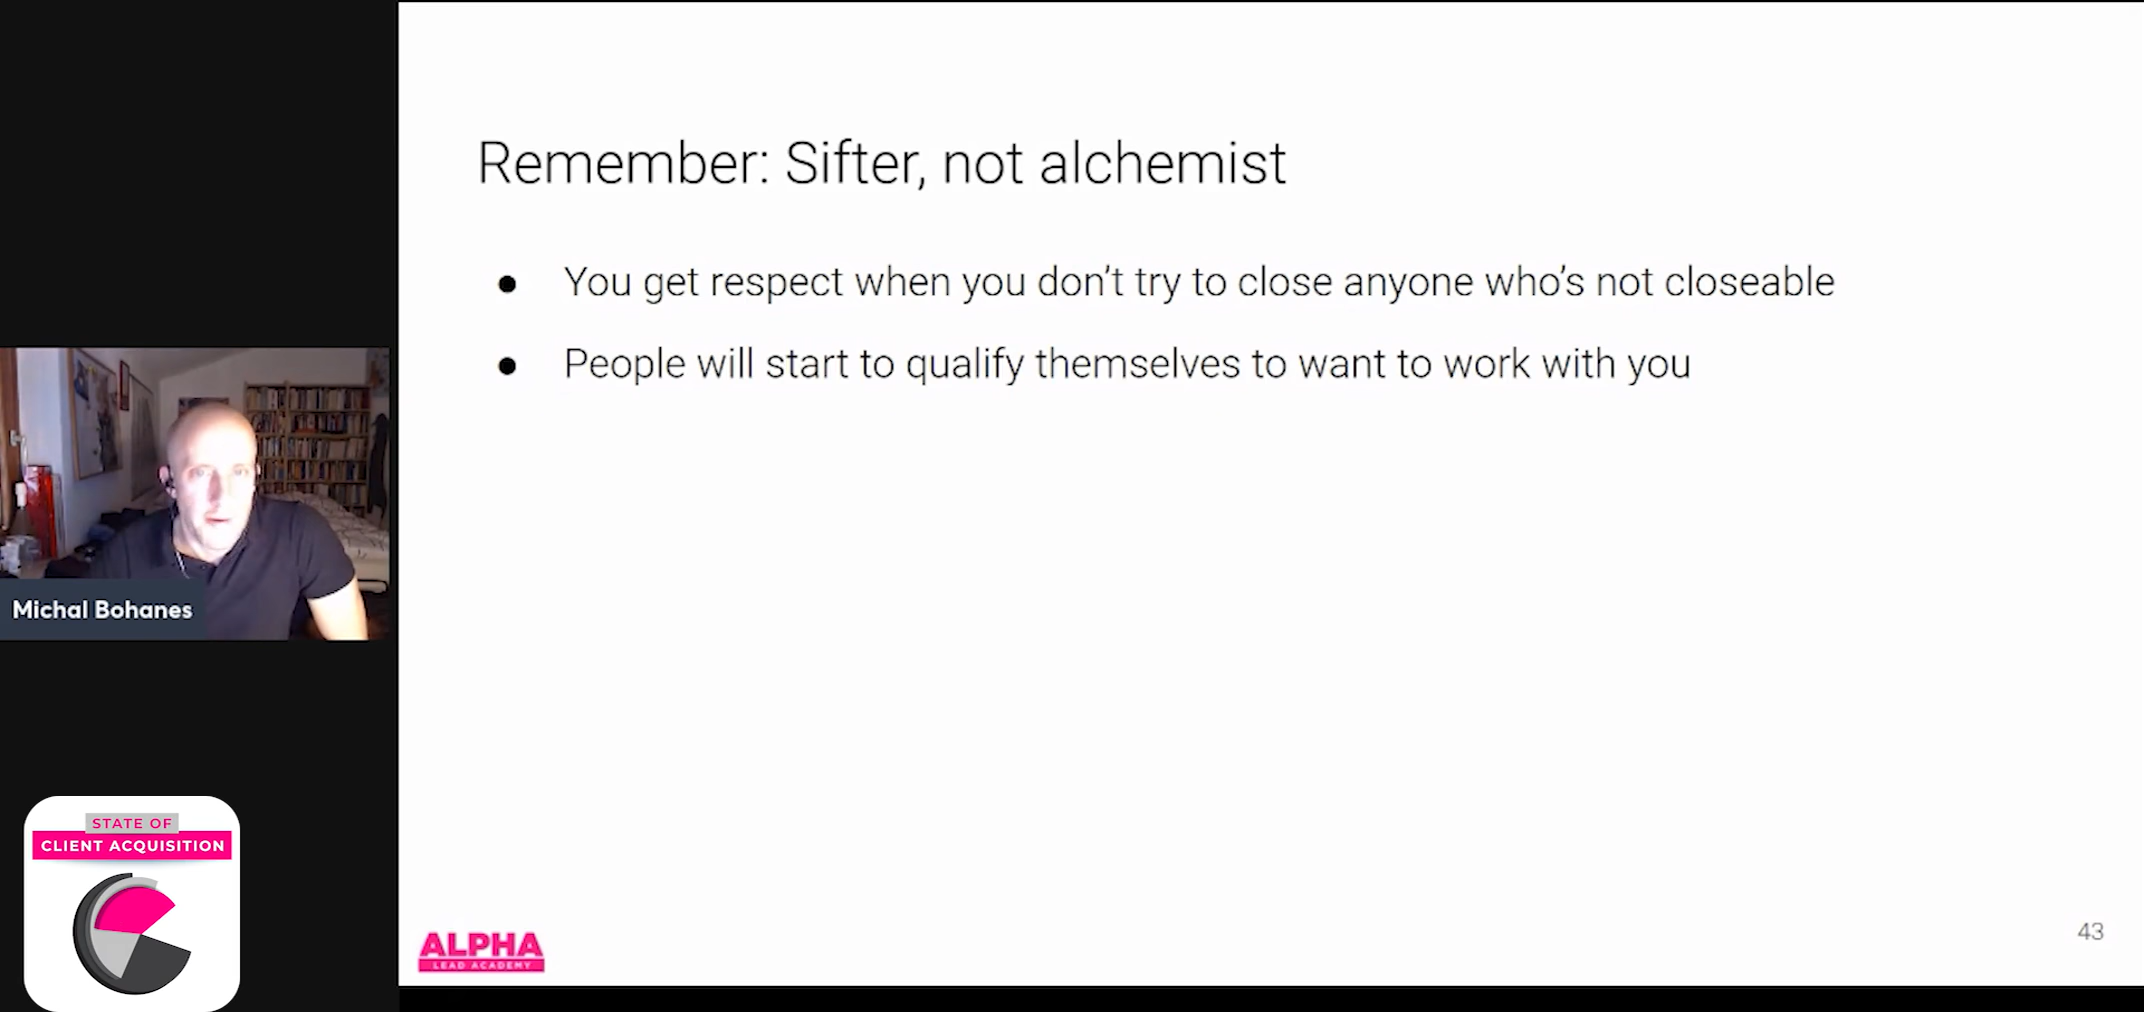 Remember: Sifter, not alchemist
● You get respect when you don’t try to close anyone who’s not closeable
● People will start to qualify themselves to want to work with you
Michal Bohanes
STATE OF
CLIENT ACQUISITION
ALPHA
LEAD ACADEMY
43